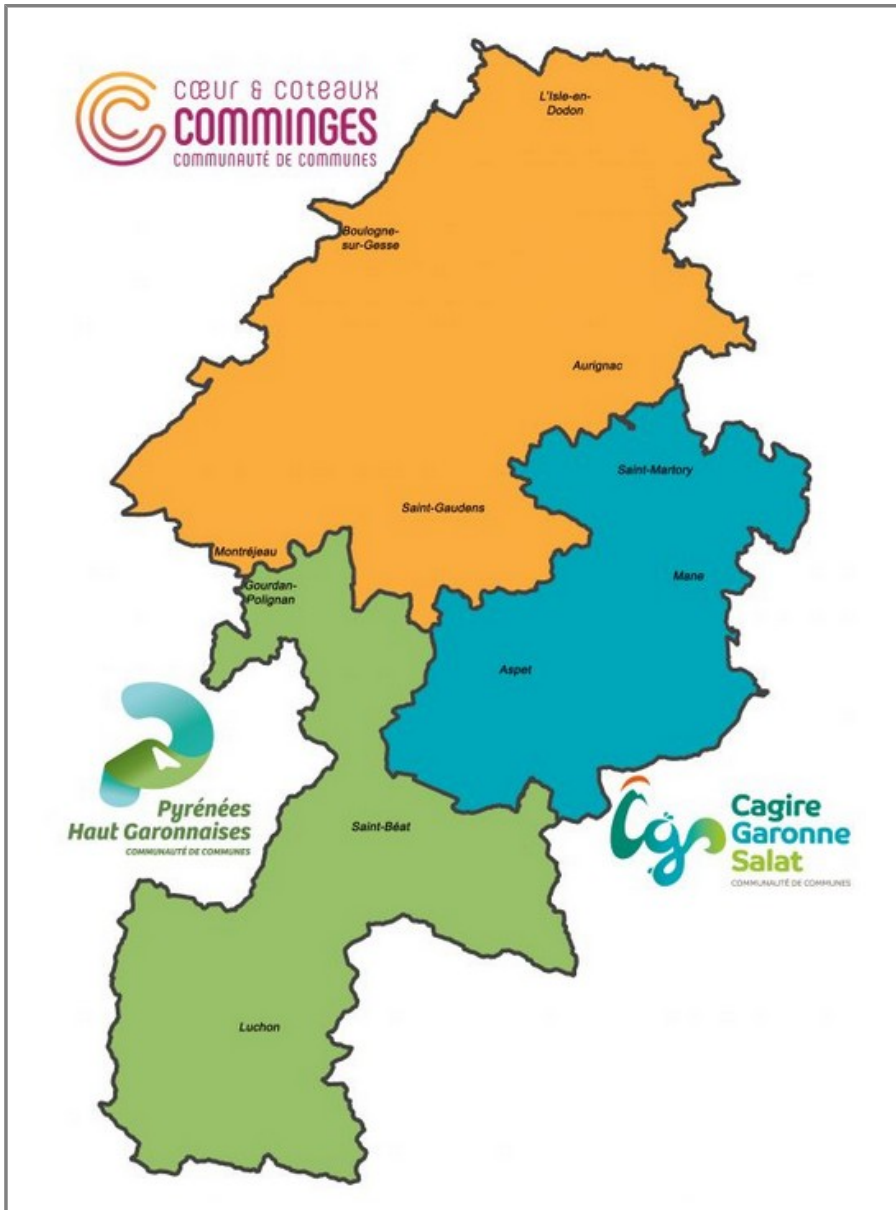 CŒUR & COTEAUX
COMMINGES
COMMUNAUTÉ DE COMMUNES
L'Isle-en-
Dodon
Boulogne-
sur-Gesse
Aurignac
Saint-Martory
Saint-Gaudens
Montréjeau
Gourdan-
Polignan
Mane
Aspet
Pyrénées
Haut Garonnaises
COMMUNAUTÉ DE COMMUNES
Saint-Béat
Cgs
Cagire
Garonne
Salat
COMMUNAUTÉ DE COMMUNES
Luchon